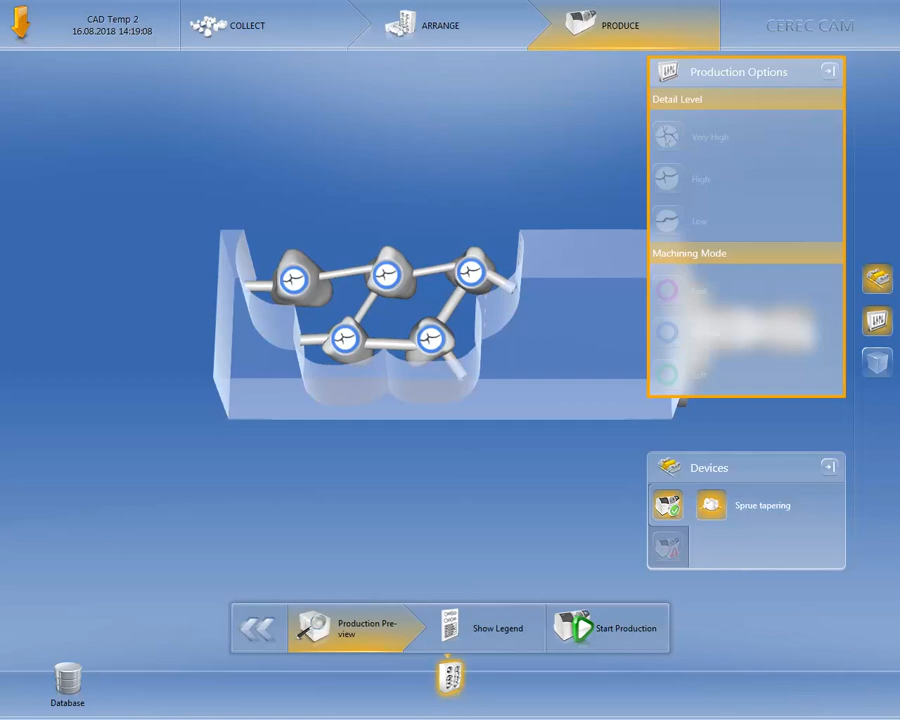 CAD Temp 2
16.08.2018 14:19:08
COLLECT
ARRANGE
PRODUCE
CEREC CAM
Production Options
Detail Level
Very High
High
Low
Machining Mode
Devices
Sprue tapering
Production Pre-
view
Show Legend
Start Production
Database